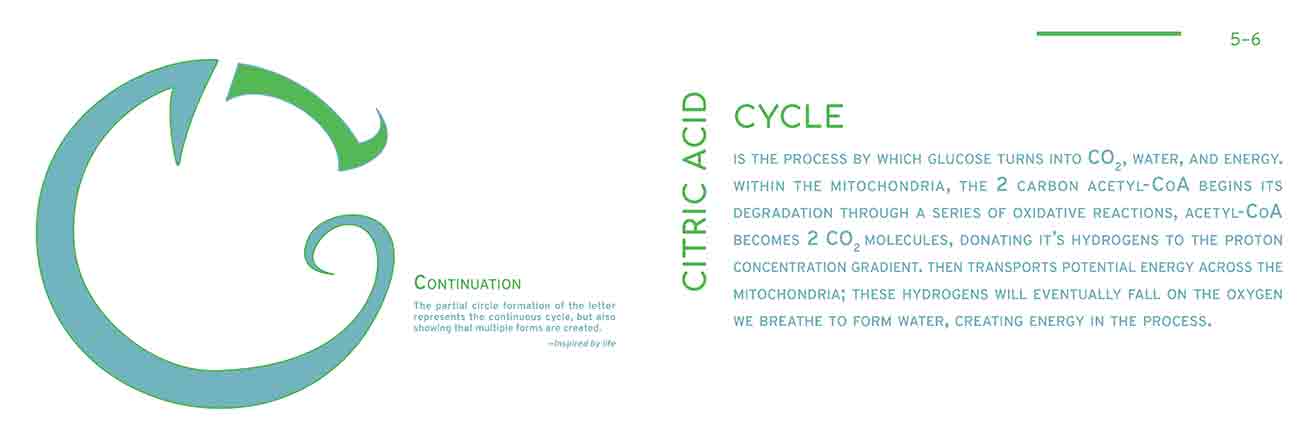 5–6
Continuation
The partial circle formation of the letter
represents the continuous cycle, but also
showing that multiple forms are created.
–Inspired by life
CITRIC ACID
CYCLE
IS THE PROCESS BY WHICH GLUCOSE TURNS INTO CO₂, WATER, AND ENERGY.
WITHIN THE MITOCHONDRIA, THE 2 CARBON ACETYL-CoA BEGINS ITS
DEGRADATION THROUGH A SERIES OF OXIDATIVE REACTIONS, ACETYL-CoA
BECOMES 2 CO₂ MOLECULES, DONATING IT'S HYDROGENS TO THE PROTON
CONCENTRATION GRADIENT. THEN TRANSPORTS POTENTIAL ENERGY ACROSS THE
MITOCHONDRIA; THESE HYDROGENS WILL EVENTUALLY FALL ON THE OXYGEN
WE BREATHE TO FORM WATER, CREATING ENERGY IN THE PROCESS.